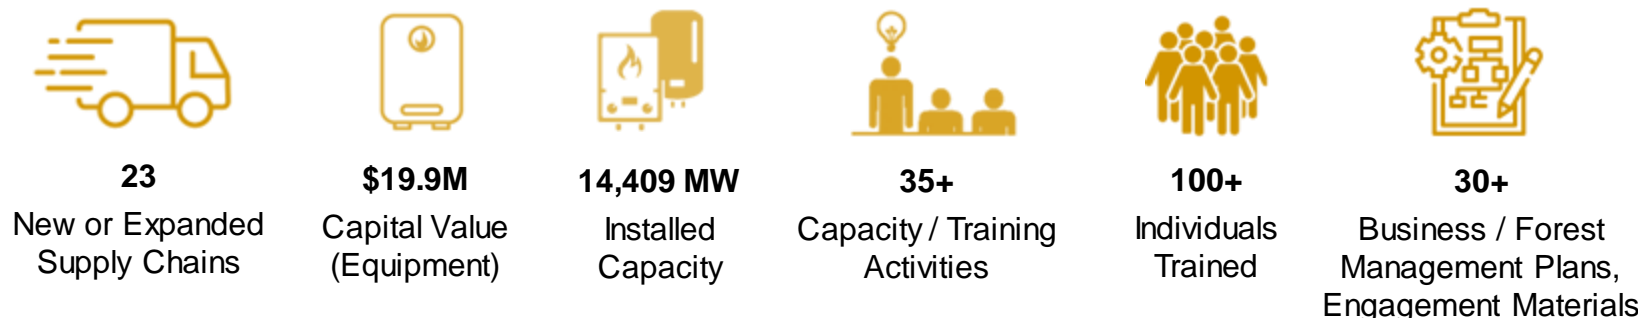 23
New or Expanded
Supply Chains
$19.9M
Capital Value
(Equipment)
14,409 MW
Installed
Capacity
35+
Capacity / Training
Activities
100+
Individuals
Trained
30+
Business / Forest
Management Plans,
Engagement Materials